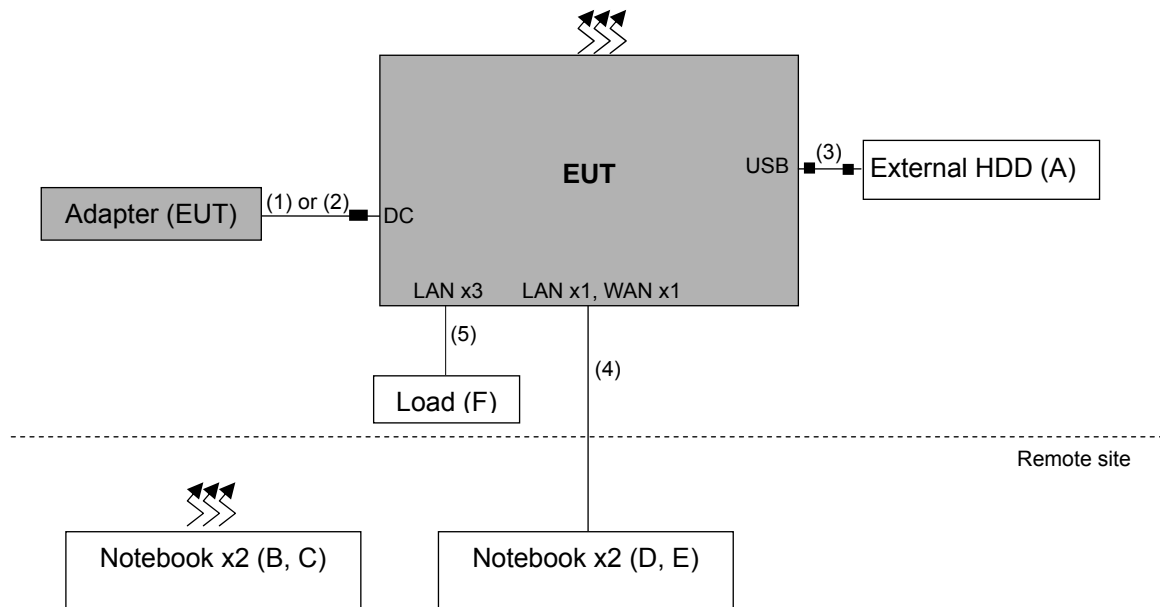 EUT
USB
(3)
External HDD (A)
Adapter (EUT)
(1) or (2)
DC
LAN x3
LAN x1, WAN x1
(5)
(4)
Load (F)
Remote site
Notebook x2 (B, C)
Notebook x2 (D, E)